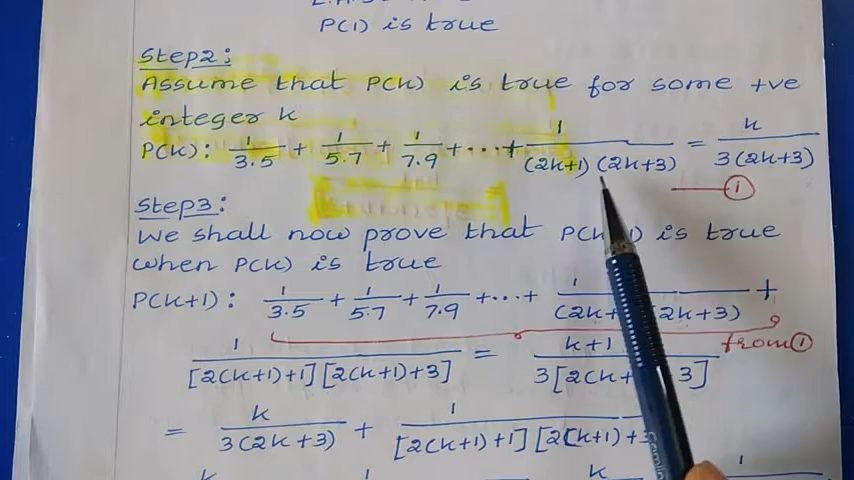 P(1) is true
Step2:
Assume that P(k) is true for some +ve
integer k
P(k): 1/3.5 + 1/5.7 + 1/7.9 + ... + 1/(2k+1)(2k+3) = k/3(2k+3)
1
Step3:
We shall now prove that P(k+1) is true
when P(k) is true
P(k+1): 1/3.5 + 1/5.7 + 1/7.9 + ... + 1/(2k+ (2k+3) +
1/[2(k+1)+1][2(k+1)+3] = k+1/3[2(k+ 3] from 1
= k/3(2k+3) + 1/[2(k+1)+1][2(k+1)+3
k 1 k 1